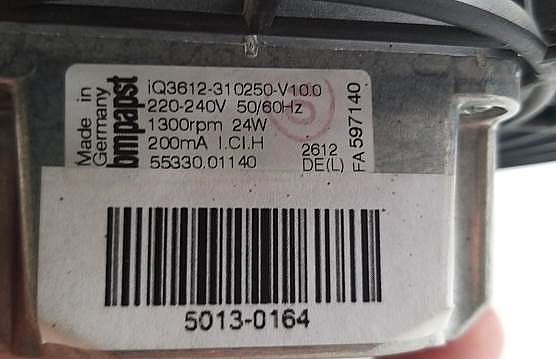 Made in
Germany
bmpapst
iQ3612-310250-V10.0
220-240V 50/60Hz
1300rpm 24W
200mA I.Cl.H
55330.01140
2612
DE(L)
FA 597140
5013-0164